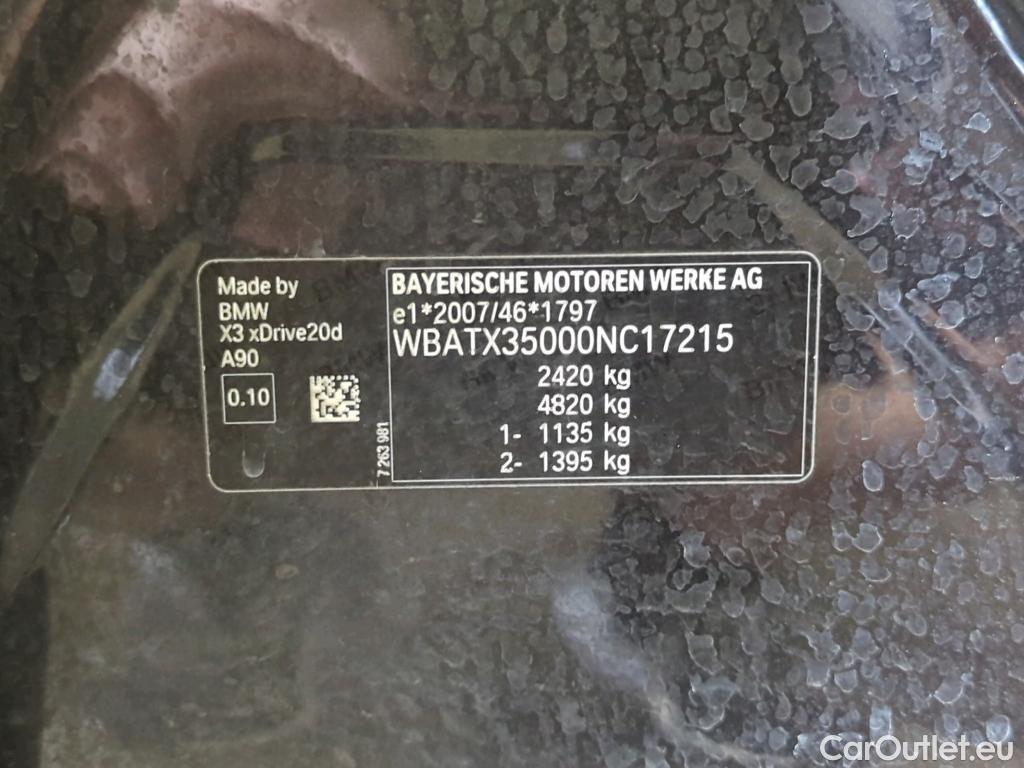 Made by
BMW
X3 xDrive20d
A90
0.10
7 263 981
BAYERISCHE MOTOREN WERKE AG
e1*2007/46*1797
WBATX35000NC17215
2420 kg
4820 kg
1- 1135 kg
2- 1395 kg
CarOutlet.eu